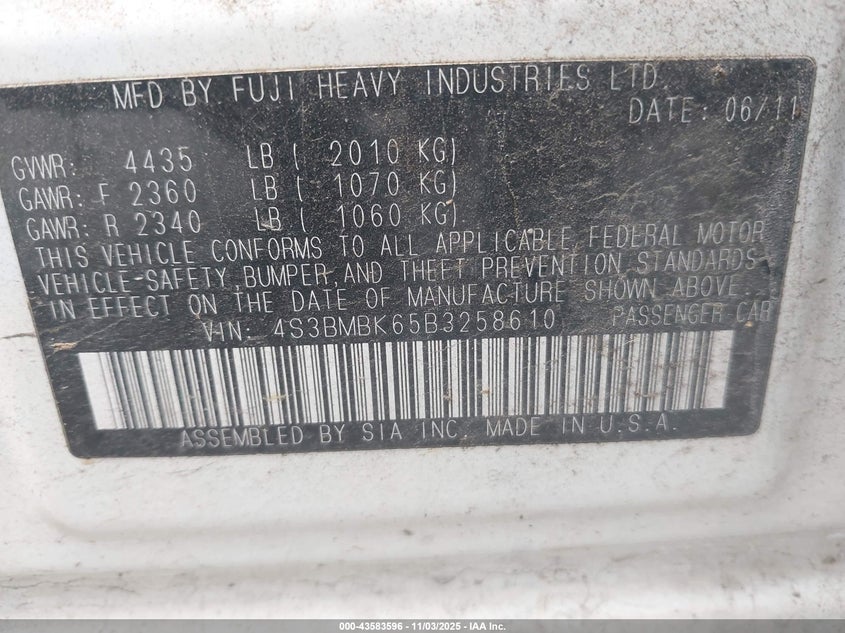 MFD BY FUJI HEAVY INDUSTRIES LTD.
DATE: 06/11
GVWR: 4435 LB ( 2010 KG)
GAWR: F 2360 LB ( 1070 KG)
GAWR: R 2340 LB ( 1060 KG)
THIS VEHICLE CONFORMS TO ALL APPLICABLE FEDERAL MOTOR
VEHICLE-SAFETY, BUMPER, AND THEFT PREVENTION STANDARDS
IN EFFECT ON THE DATE OF MANUFACTURE SHOWN ABOVE.
VIN: 4S3BMBK65B3258610 PASSENGER CAR
ASSEMBLED BY SIA INC. MADE IN U.S.A.
000-43583596 - 11/03/2025 - IAA Inc.